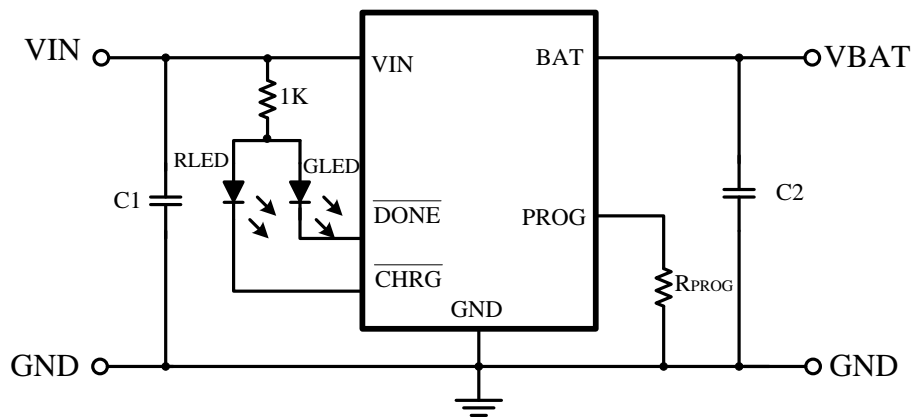 VIN
VIN
BAT
VBAT
1K
RLED
GLED
C1
DONE
PROG
C2
CHRG
RPROG
GND
GND
GND